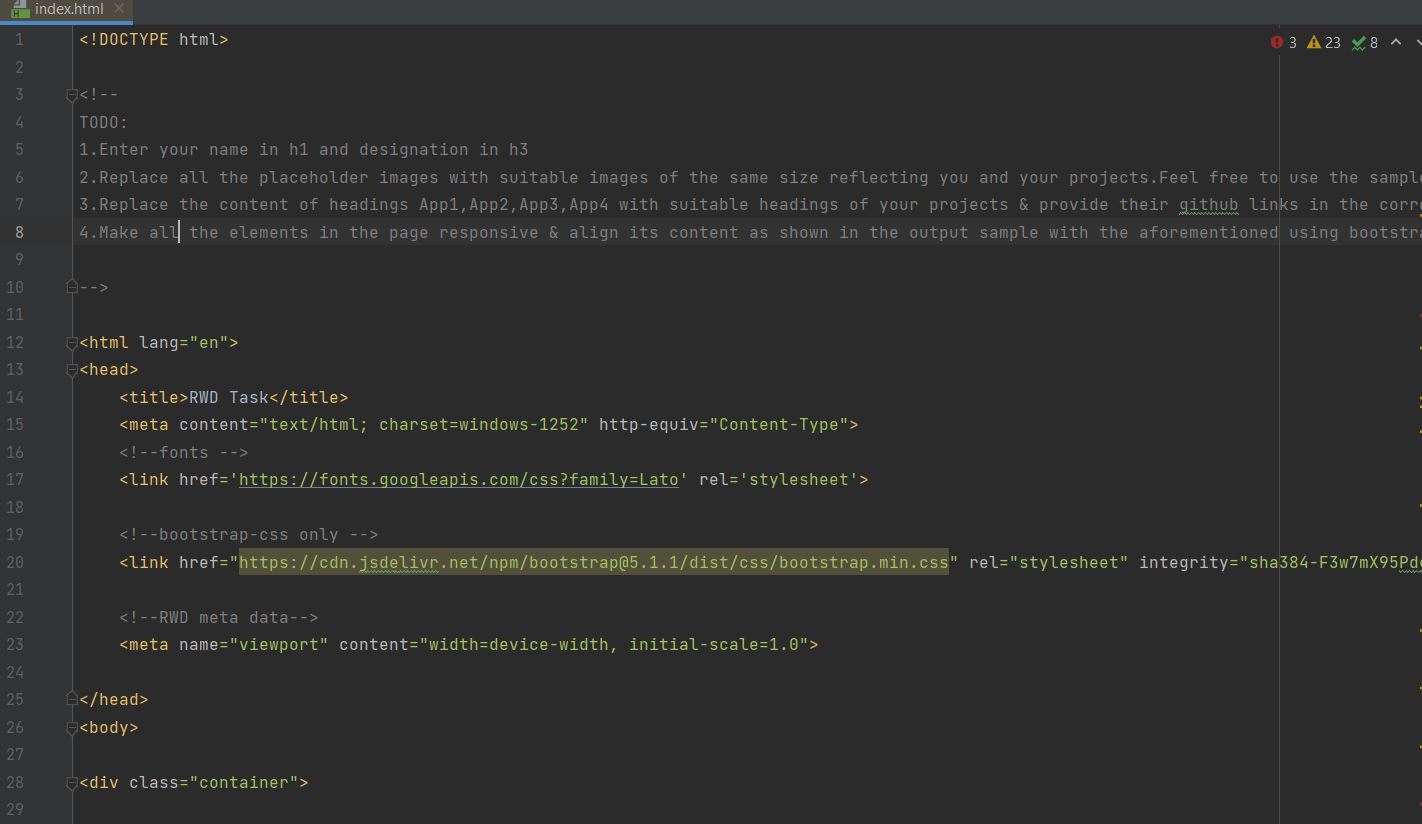 index.html
3 23 8
1 <!DOCTYPE html>
2
3 <!--
4 TODO:
5 1.Enter your name in h1 and designation in h3
6 2.Replace all the placeholder images with suitable images of the same size reflecting you and your projects.Feel free to use the sample
7 3.Replace the content of headings App1,App2,App3,App4 with suitable headings of your projects & provide their github links in the corre
8 4.Make all the elements in the page responsive & align its content as shown in the output sample with the aforementioned using bootstra
9
10 -->
11
12 <html lang="en">
13 <head>
14 <title>RWD Task</title>
15 <meta content="text/html; charset=windows-1252" http-equiv="Content-Type">
16 <!--fonts -->
17 <link href='https://fonts.googleapis.com/css?family=Lato' rel='stylesheet'>
18
19 <!--bootstrap-css only -->
20 <link href="https://cdn.jsdelivr.net/npm/bootstrap@5.1.1/dist/css/bootstrap.min.css" rel="stylesheet" integrity="sha384-F3w7mX95Pd
21
22 <!--RWD meta data-->
23 <meta name="viewport" content="width=device-width, initial-scale=1.0">
24
25 </head>
26 <body>
27
28 <div class="container">
29